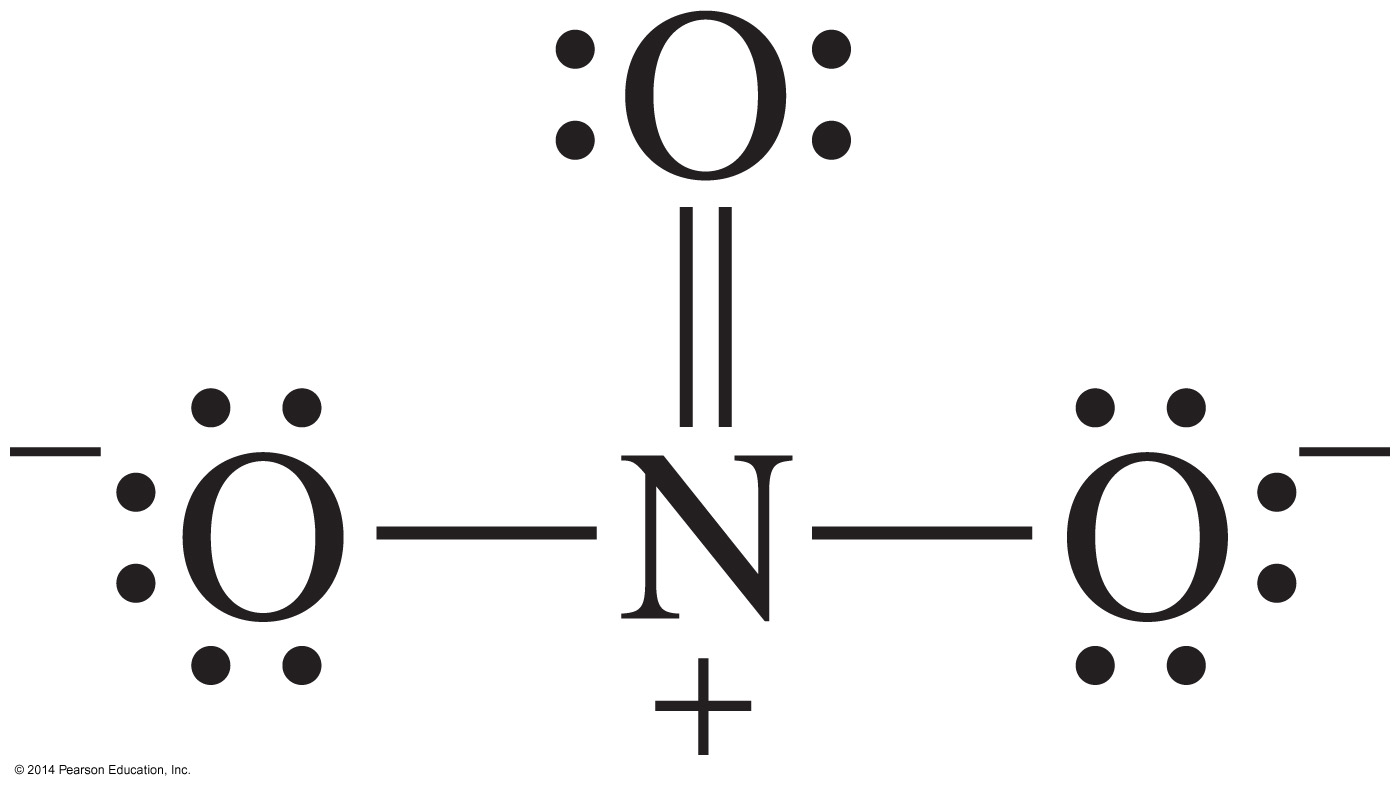 O
− O N O −
+
© 2014 Pearson Education, Inc.